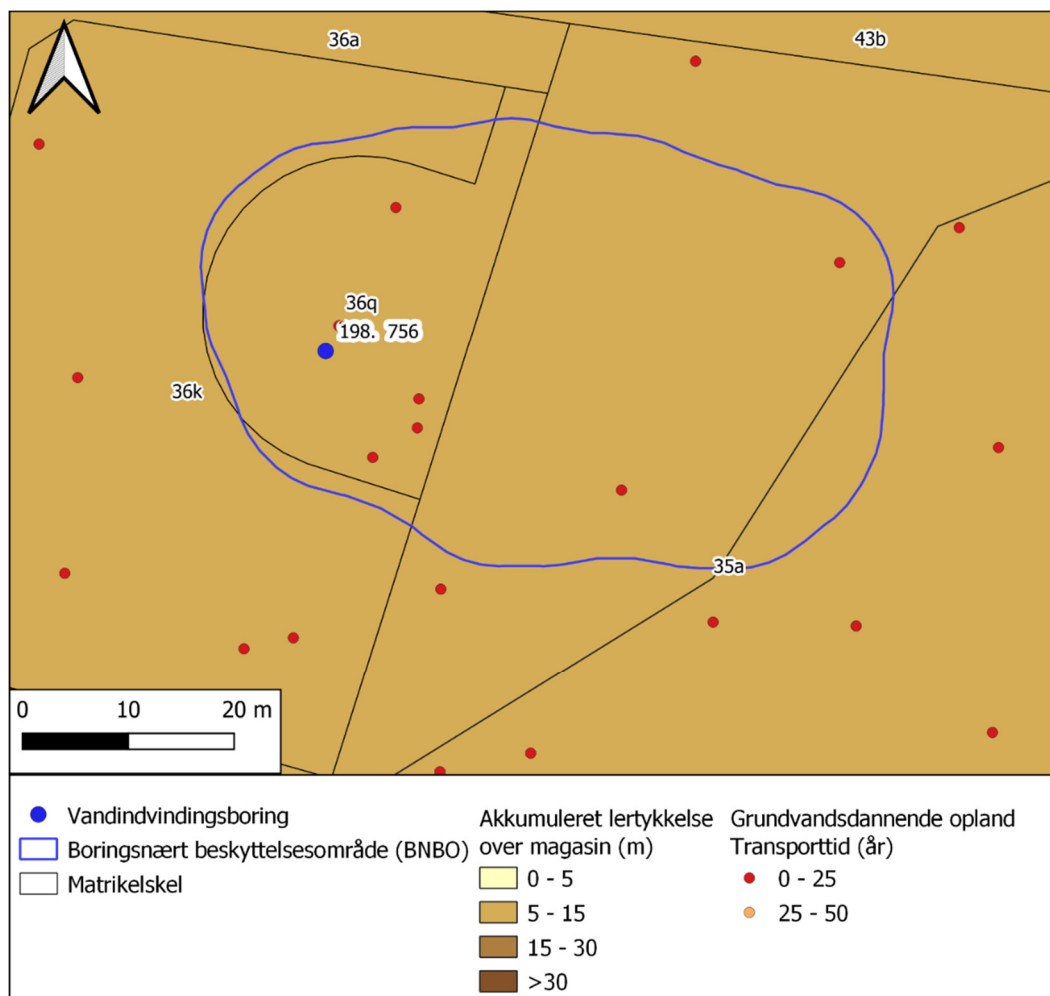 36a
43b
36q
198. 756
36k
35a
0 10 20 m
Vandindvindingsboring
Boringsnært beskyttelsesområde (BNBO)
Matrikelskel
Akkumuleret lertykkelse
over magasin (m)
0 - 5
5 - 15
15 - 30
>30
Grundvandsdannende opland
Transporttid (år)
0 - 25
25 - 50